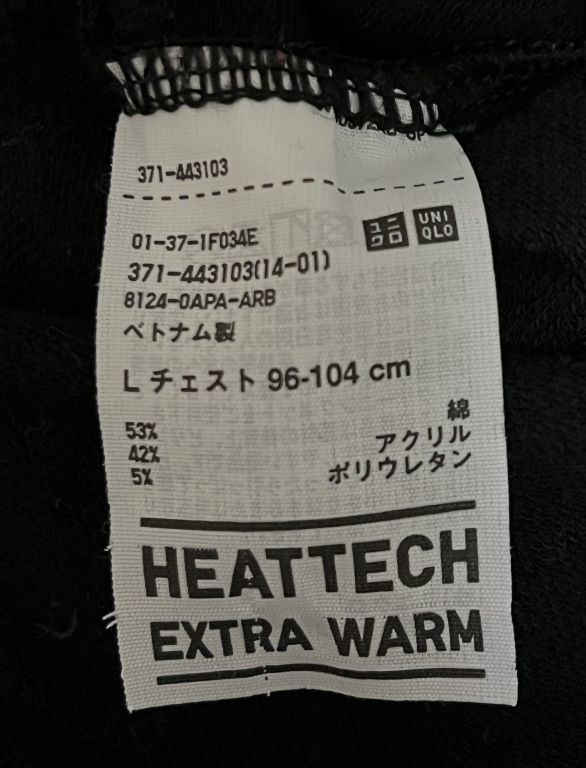 371-443103
01-37-1F034E
ユニクロ UNIQLO
371-443103(14-01)
8124-0APA-ARB
ベトナム製
L チェスト 96-104 cm
53% 綿
42% アクリル
5% ポリウレタン
HEATTECH
EXTRA WARM